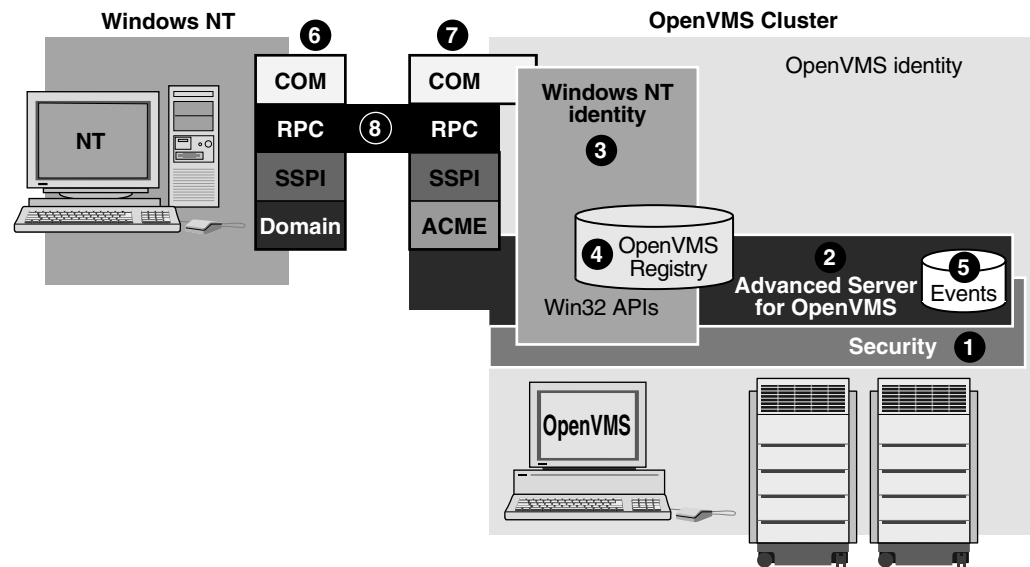 Windows NT
OpenVMS Cluster
6
7
COM
COM
OpenVMS identity
Windows NT
identity
3
NT
RPC
8
RPC
SSPI
SSPI
Domain
ACME
4
OpenVMS
Registry
2
Advanced Server
for OpenVMS
5
Events
Win32 APIs
Security
1
OpenVMS